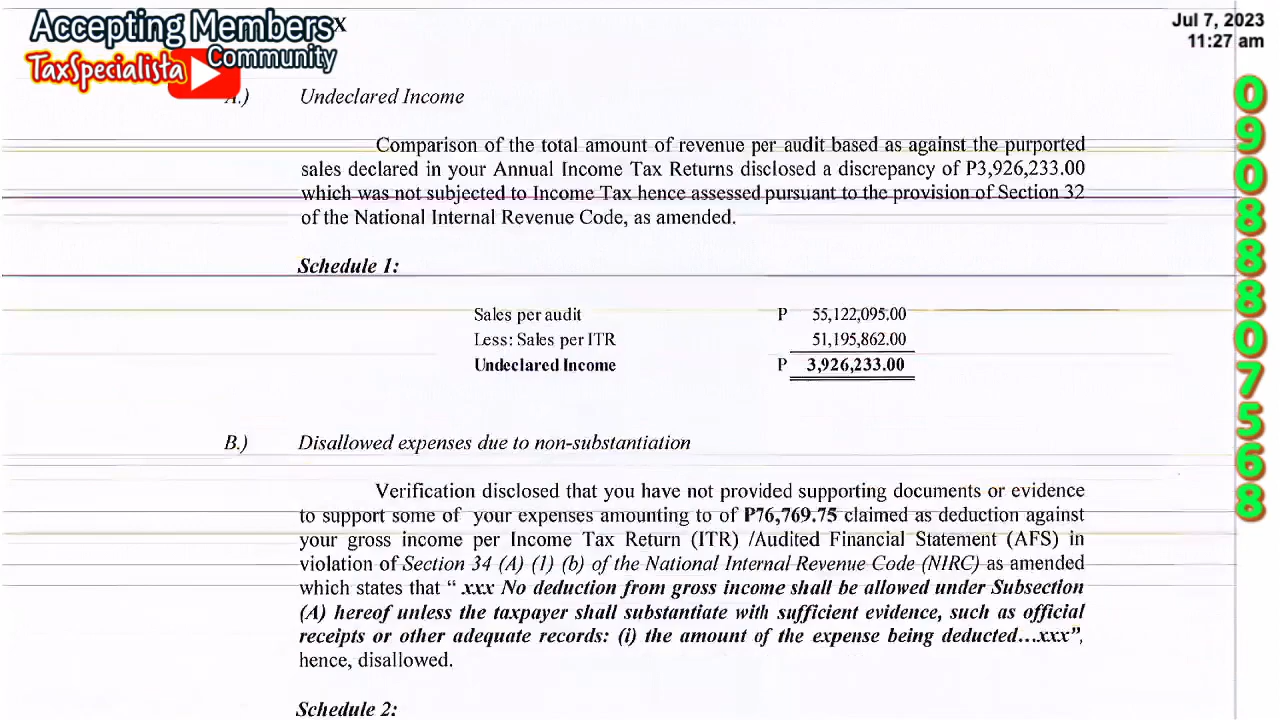 Accepting Members
Community
TaxSpecialista
X
Jul 7, 2023
11:27 am
A.) Undeclared Income
Comparison of the total amount of revenue per audit based as against the purported
sales declared in your Annual Income Tax Returns disclosed a discrepancy of P3,926,233.00
which was not subjected to Income Tax hence assessed pursuant to the provision of Section 32
of the National Internal Revenue Code, as amended.
Schedule 1:
Sales per audit P 55,122,095.00
Less: Sales per ITR 51,195,862.00
Undeclared Income P 3,926,233.00
B.) Disallowed expenses due to non-substantiation
Verification disclosed that you have not provided supporting documents or evidence
to support some of your expenses amounting to of P76,769.75 claimed as deduction against
your gross income per Income Tax Return (ITR) /Audited Financial Statement (AFS) in
violation of Section 34 (A) (1) (b) of the National Internal Revenue Code (NIRC) as amended
which states that “ xxx No deduction from gross income shall be allowed under Subsection
(A) hereof unless the taxpayer shall substantiate with sufficient evidence, such as official
receipts or other adequate records: (i) the amount of the expense being deducted…xxx”,
hence, disallowed.
Schedule 2:
09088807568